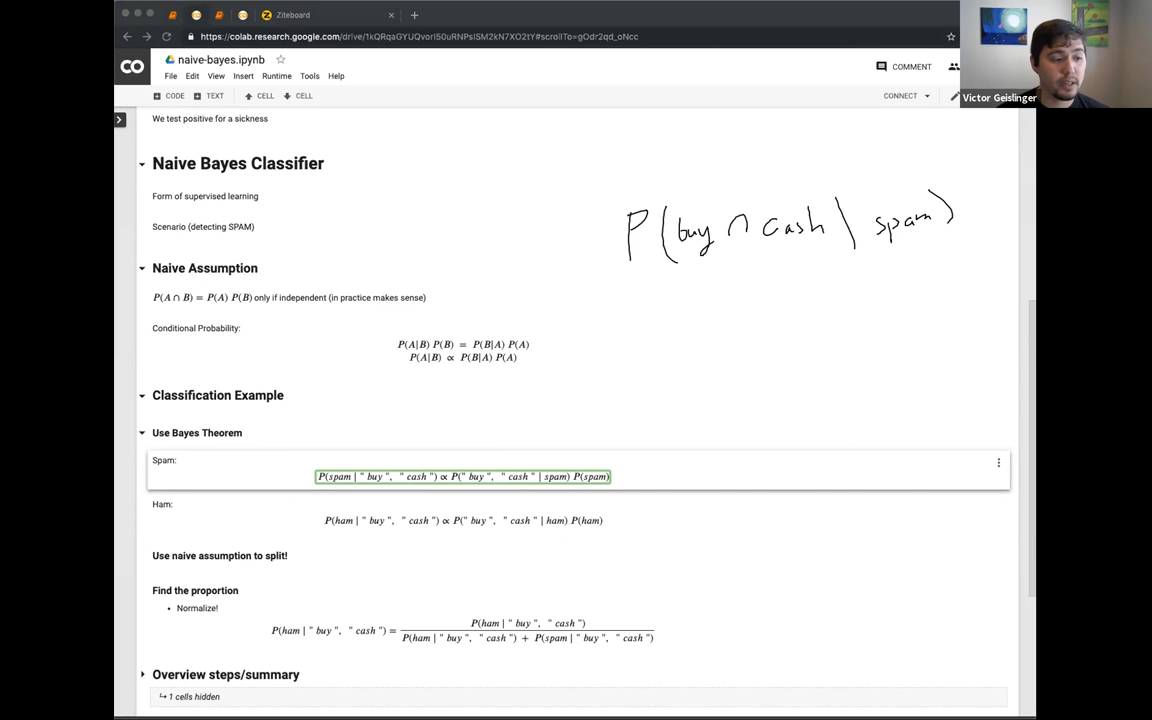 Ziteboard
https://colab.research.google.com/drive/1kQRqaGYUQvorI50uRNPsISM2kN7XO2tY#scrollTo=gOdr2qd_oNcc
CO
naive-bayes.ipynb
File Edit View Insert Runtime Tools Help
COMMENT
CODE TEXT CELL CELL
CONNECT
Victor Geislinger
We test positive for a sickness
Naive Bayes Classifier
Form of supervised learning
Scenario (detecting SPAM)
P(buy ∩ cash | spam)
Naive Assumption
P(A ∩ B) = P(A) P(B) only if independent (in practice makes sense)
Conditional Probability:
P(A|B) P(B) = P(B|A) P(A)
P(A|B) ∝ P(B|A) P(A)
Classification Example
Use Bayes Theorem
Spam:
P(spam | " buy ", " cash ") ∝ P(" buy ", " cash " | spam) P(spam)
Ham:
P(ham | " buy ", " cash ") ∝ P(" buy ", " cash " | ham) P(ham)
Use naive assumption to split!
Find the proportion
• Normalize!
P(ham | " buy ", " cash ")
P(ham | " buy ", " cash ") =
P(ham | " buy ", " cash ") + P(spam | " buy ", " cash ")
Overview steps/summary
↳ 1 cells hidden